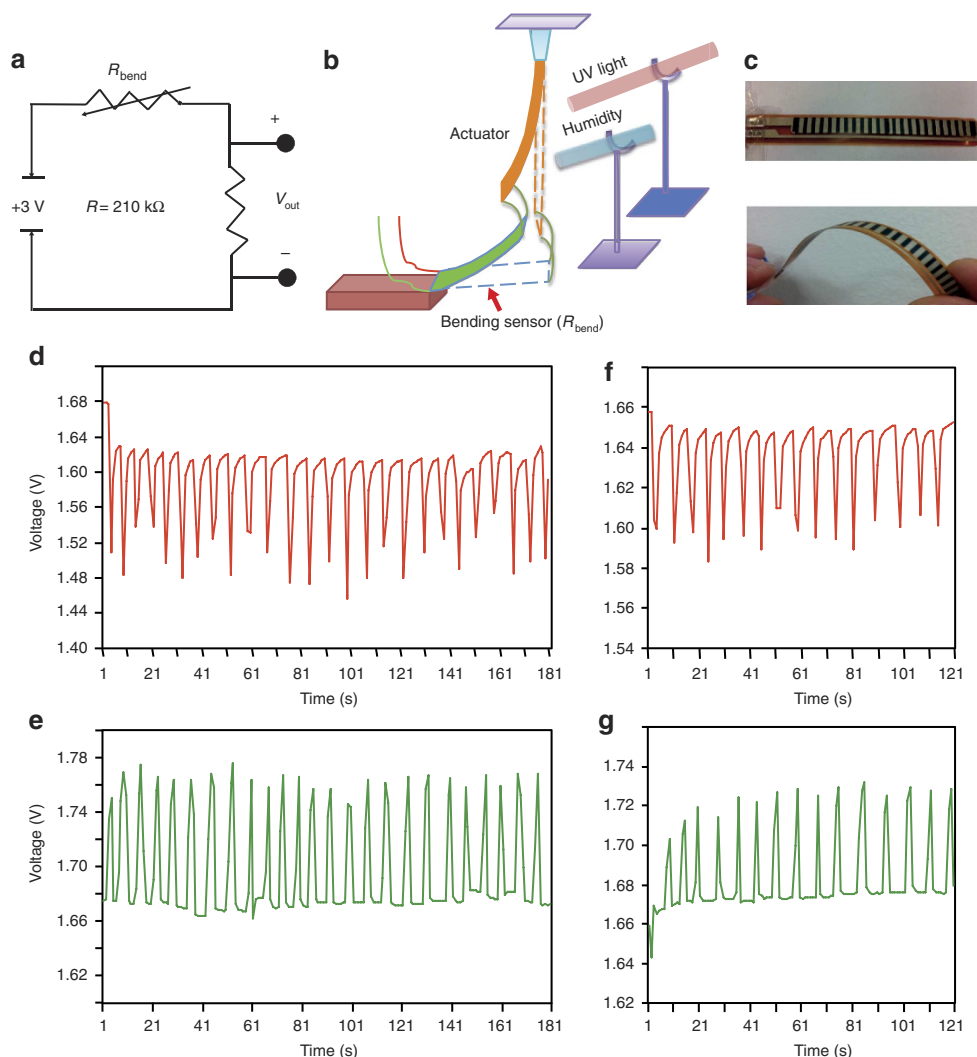 a
R_bend
+
+3 V
R = 210 kΩ
V_out
–
b
UV light
Humidity
Actuator
Bending sensor (R_bend)
c
d
Voltage (V)
1.68
1.64
1.60
1.56
1.52
1.48
1.44
1.40
1 21 41 61 81 101 121 141 161 181
Time (s)
f
1.66
1.64
1.62
1.60
1.58
1.56
1.54
1 21 41 61 81 101 121
Time (s)
e
Voltage (V)
1.78
1.74
1.70
1.66
1.62
1 21 41 61 81 101 121 141 161 181
Time (s)
g
1.74
1.72
1.70
1.68
1.66
1.64
1.62
1 21 41 61 81 101 121
Time (s)